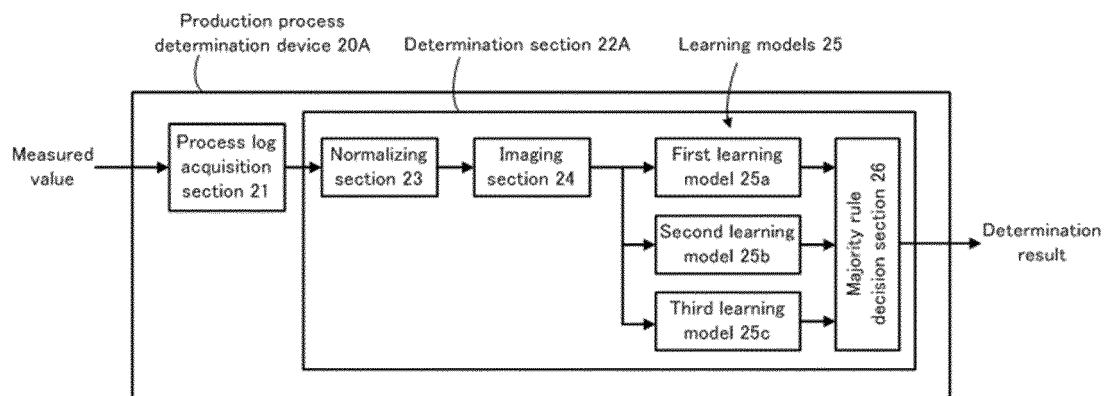 Production process
determination device 20A
Determination section 22A
Learning models 25
Measured
value
Process log
acquisition
section 21
Normalizing
section 23
Imaging
section 24
First learning
model 25a
Second learning
model 25b
Third learning
model 25c
Majority rule
decision section 26
Determination
result